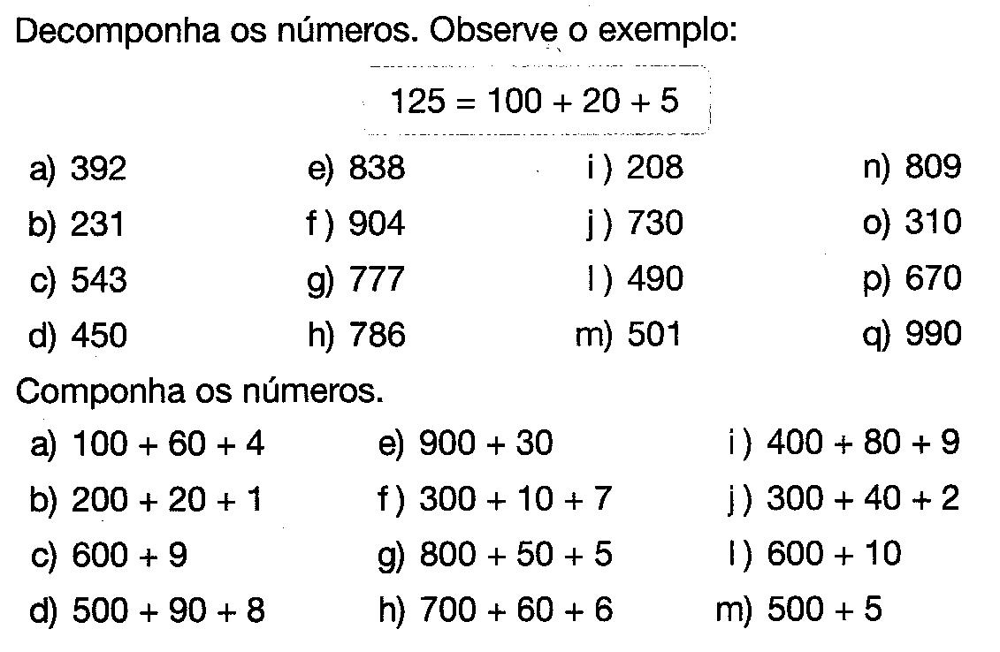 Decomponha os números. Observe o exemplo:
125 = 100 + 20 + 5
a) 392 e) 838 i ) 208 n) 809
b) 231 f ) 904 j ) 730 o) 310
c) 543 g) 777 l ) 490 p) 670
d) 450 h) 786 m) 501 q) 990
Componha os números.
a) 100 + 60 + 4 e) 900 + 30 i ) 400 + 80 + 9
b) 200 + 20 + 1 f ) 300 + 10 + 7 j ) 300 + 40 + 2
c) 600 + 9 g) 800 + 50 + 5 l ) 600 + 10
d) 500 + 90 + 8 h) 700 + 60 + 6 m) 500 + 5